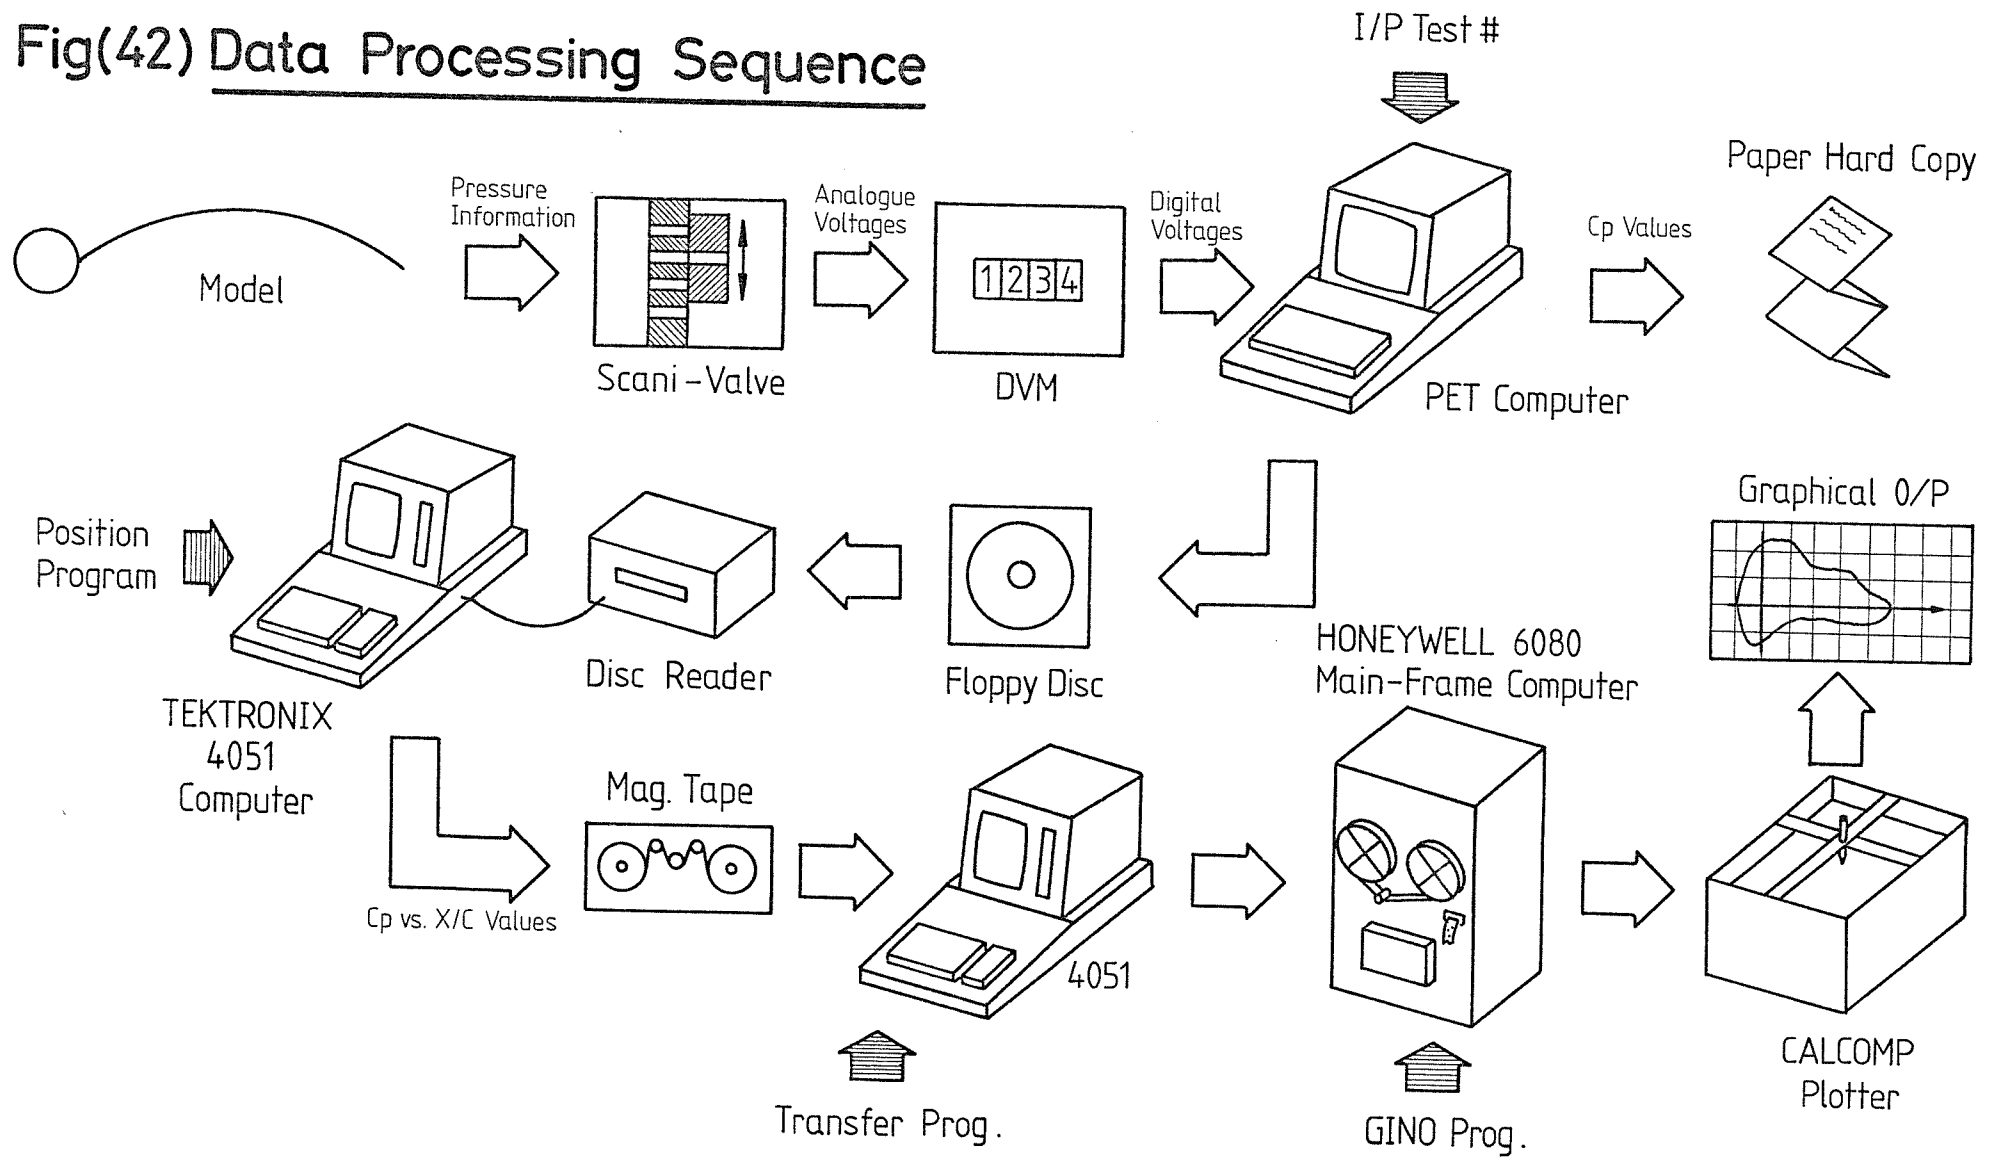 Fig(42) Data Processing Sequence
I/P Test #
Pressure
Information
Analogue
Voltages
Digital
Voltages
Cp Values
Paper Hard Copy
Model
1234
Scani-Valve
DVM
PET Computer
Position
Program
Graphical O/P
TEKTRONIX
4051
Computer
Disc Reader
Floppy Disc
HONEYWELL 6080
Main-Frame Computer
Mag. Tape
Cp vs. X/C Values
4051
Transfer Prog.
GINO Prog.
CALCOMP
Plotter